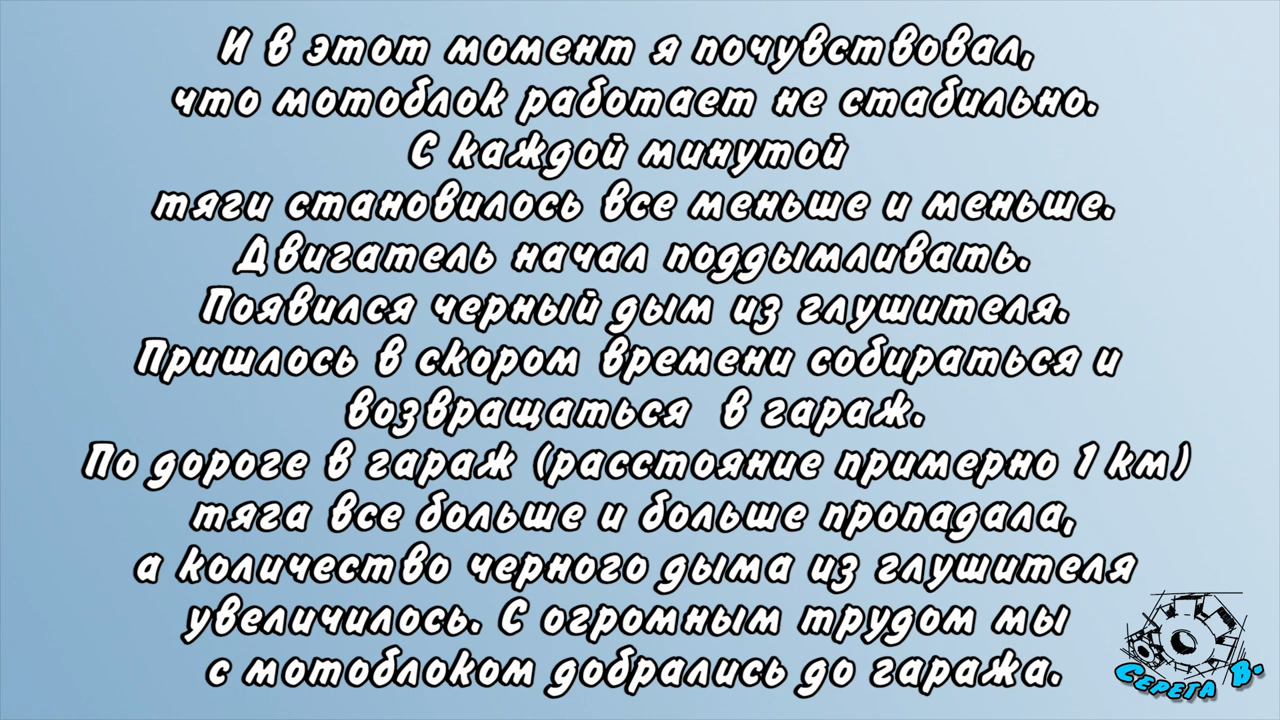 И в этот момент я почувствовал,
что мотоблок работает не стабильно.
С каждой минутой
тяги становилось все меньше и меньше.
Двигатель начал поддымливать.
Появился черный дым из глушителя.
Пришлось в скором времени собираться и
возвращаться в гараж.
По дороге в гараж (расстояние примерно 1 км)
тяга все больше и больше пропадала,
а количество черного дыма из глушителя
увеличилось. С огромным трудом мы
с мотоблоком добрались до гаража.
Серега В.